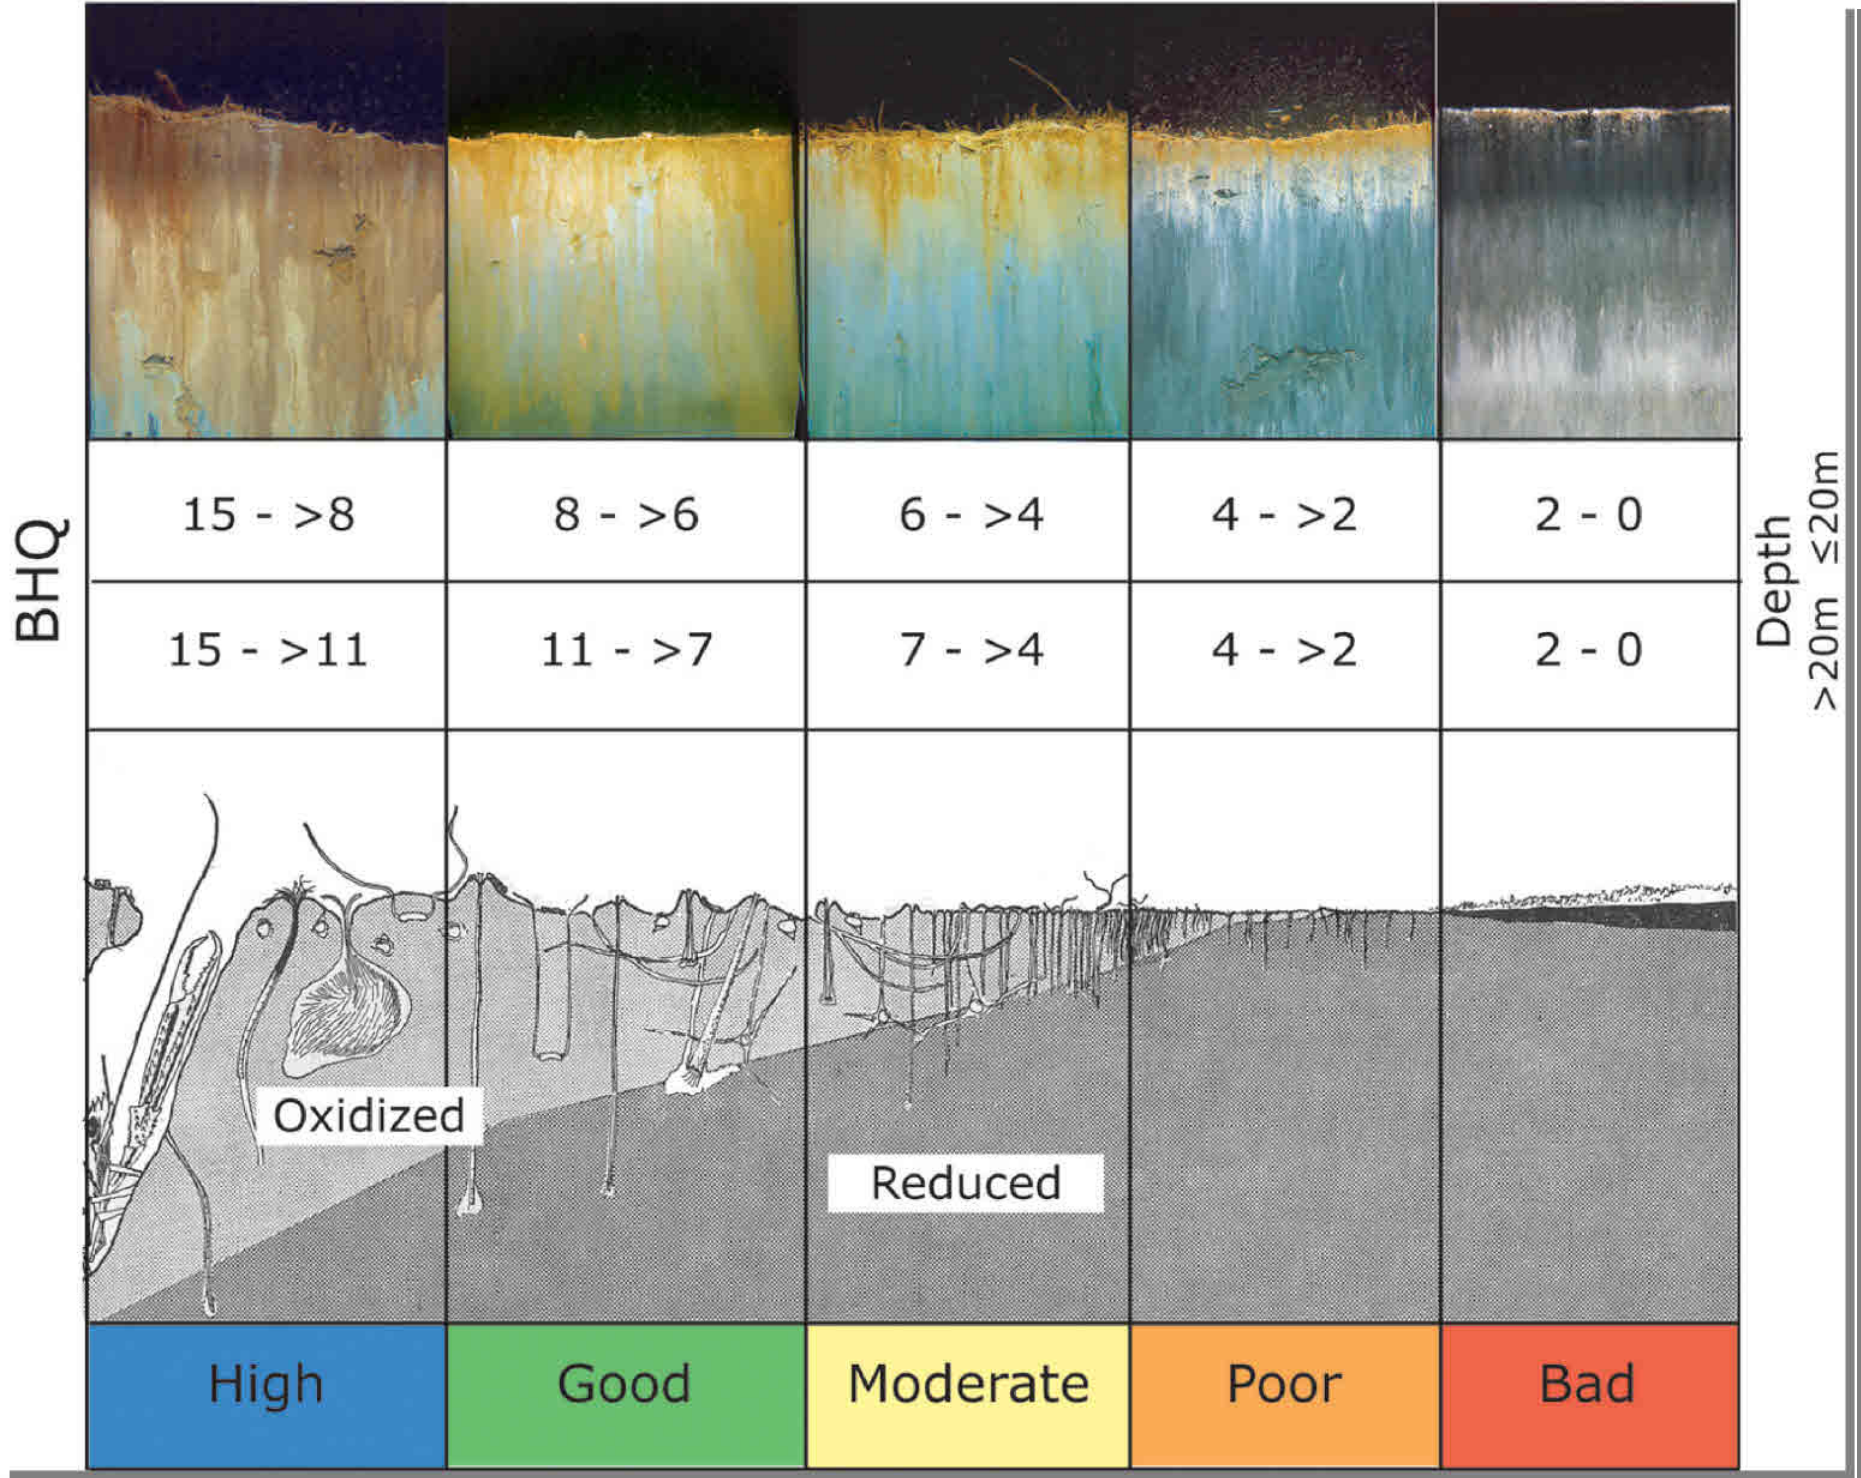 BHQ
15 - >8
8 - >6
6 - >4
4 - >2
2 - 0
15 - >11
11 - >7
7 - >4
4 - >2
2 - 0
Depth
>20m ≤20m
Oxidized
Reduced
High
Good
Moderate
Poor
Bad